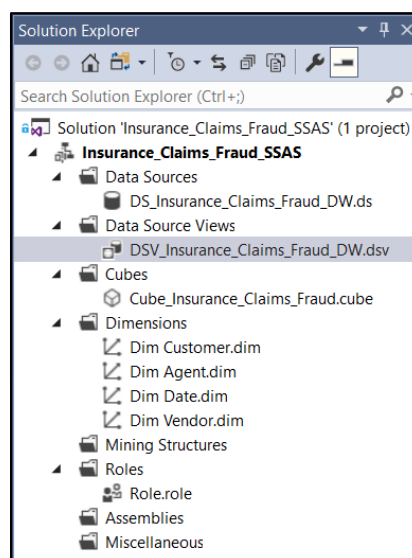 Solution Explorer
Search Solution Explorer (Ctrl+;)
Solution 'Insurance_Claims_Fraud_SSAS' (1 project)
Insurance_Claims_Fraud_SSAS
Data Sources
DS_Insurance_Claims_Fraud_DW.ds
Data Source Views
DSV_Insurance_Claims_Fraud_DW.dsv
Cubes
Cube_Insurance_Claims_Fraud.cube
Dimensions
Dim Customer.dim
Dim Agent.dim
Dim Date.dim
Dim Vendor.dim
Mining Structures
Roles
Role.role
Assemblies
Miscellaneous